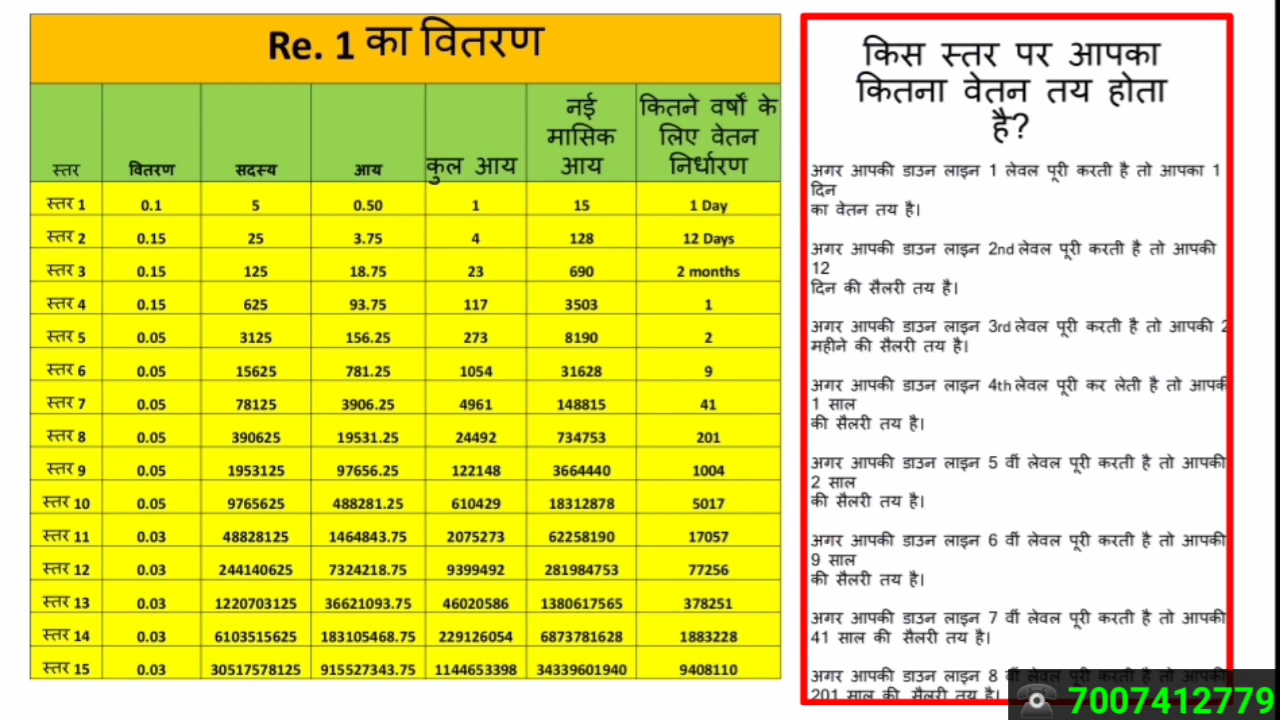 Re. 1 का वितरण
स्तर वितरण सदस्य आय कुल आय नई मासिक आय कितने वर्षों के लिए वेतन निर्धारण
स्तर 1 0.1 5 0.50 1 15 1 Day
स्तर 2 0.15 25 3.75 4 128 12 Days
स्तर 3 0.15 125 18.75 23 690 2 months
स्तर 4 0.15 625 93.75 117 3503 1
स्तर 5 0.05 3125 156.25 273 8190 2
स्तर 6 0.05 15625 781.25 1054 31628 9
स्तर 7 0.05 78125 3906.25 4961 148815 41
स्तर 8 0.05 390625 19531.25 24492 734753 201
स्तर 9 0.05 1953125 97656.25 122148 3664440 1004
स्तर 10 0.05 9765625 488281.25 610429 18312878 5017
स्तर 11 0.03 48828125 1464843.75 2075273 62258190 17057
स्तर 12 0.03 244140625 7324218.75 9399492 281984753 77256
स्तर 13 0.03 1220703125 36621093.75 46020586 1380617565 378251
स्तर 14 0.03 6103515625 183105468.75 229126054 6873781628 1883228
स्तर 15 0.03 30517578125 915527343.75 1144653398 34339601940 9408110
किस स्तर पर आपका
कितना वेतन तय होता
है?
अगर आपकी डाउन लाइन 1 लेवल पूरी करती है तो आपका 1
दिन
का वेतन तय है।
अगर आपकी डाउन लाइन 2nd लेवल पूरी करती है तो आपकी
12
दिन की सैलरी तय है।
अगर आपकी डाउन लाइन 3rd लेवल पूरी करती है तो आपकी 2
महीने की सैलरी तय है।
अगर आपकी डाउन लाइन 4th लेवल पूरी कर लेती है तो आपकी
1 साल
की सैलरी तय है।
अगर आपकी डाउन लाइन 5 वीं लेवल पूरी करती है तो आपकी
2 साल
की सैलरी तय है।
अगर आपकी डाउन लाइन 6 वीं लेवल पूरी करती है तो आपकी
9 साल
की सैलरी तय है।
अगर आपकी डाउन लाइन 7 वीं लेवल पूरी करती है तो आपकी
41 साल की सैलरी तय है।
अगर आपकी डाउन लाइन 8 वीं लेवल पूरी करती है तो आपकी
201 साल की सैलरी तय है।
7007412779